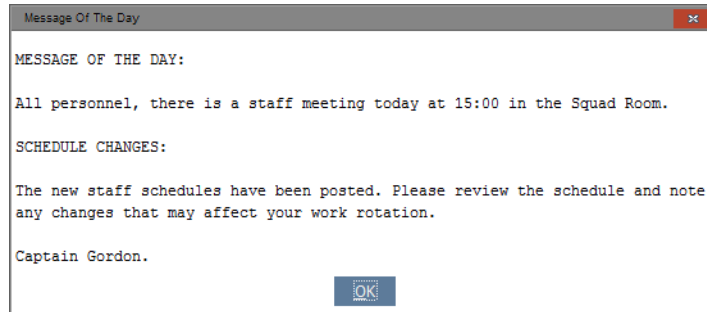 Message Of The Day
MESSAGE OF THE DAY:
All personnel, there is a staff meeting today at 15:00 in the Squad Room.
SCHEDULE CHANGES:
The new staff schedules have been posted. Please review the schedule and note
any changes that may affect your work rotation.
Captain Gordon.
OK